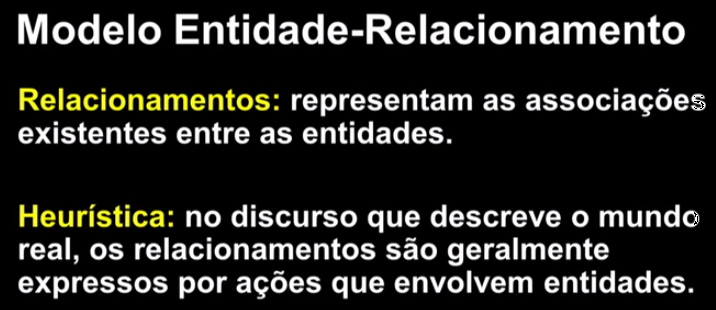 Modelo Entidade-Relacionamento
Relacionamentos: representam as associações
existentes entre as entidades.
Heurística: no discurso que descreve o mundo
real, os relacionamentos são geralmente
expressos por ações que envolvem entidades.